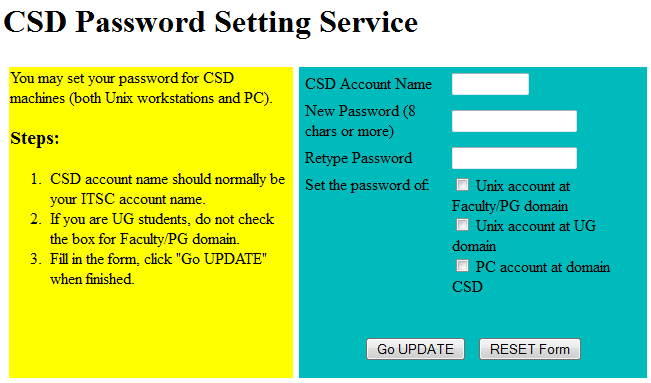 CSD Password Setting Service
You may set your password for CSD
machines (both Unix workstations and PC).
Steps:
1. CSD account name should normally be
your ITSC account name.
2. If you are UG students, do not check
the box for Faculty/PG domain.
3. Fill in the form, click "Go UPDATE"
when finished.
CSD Account Name
New Password (8
chars or more)
Retype Password
Set the password of:
Unix account at
Faculty/PG domain
Unix account at UG
domain
PC account at domain
CSD
Go UPDATE
RESET Form